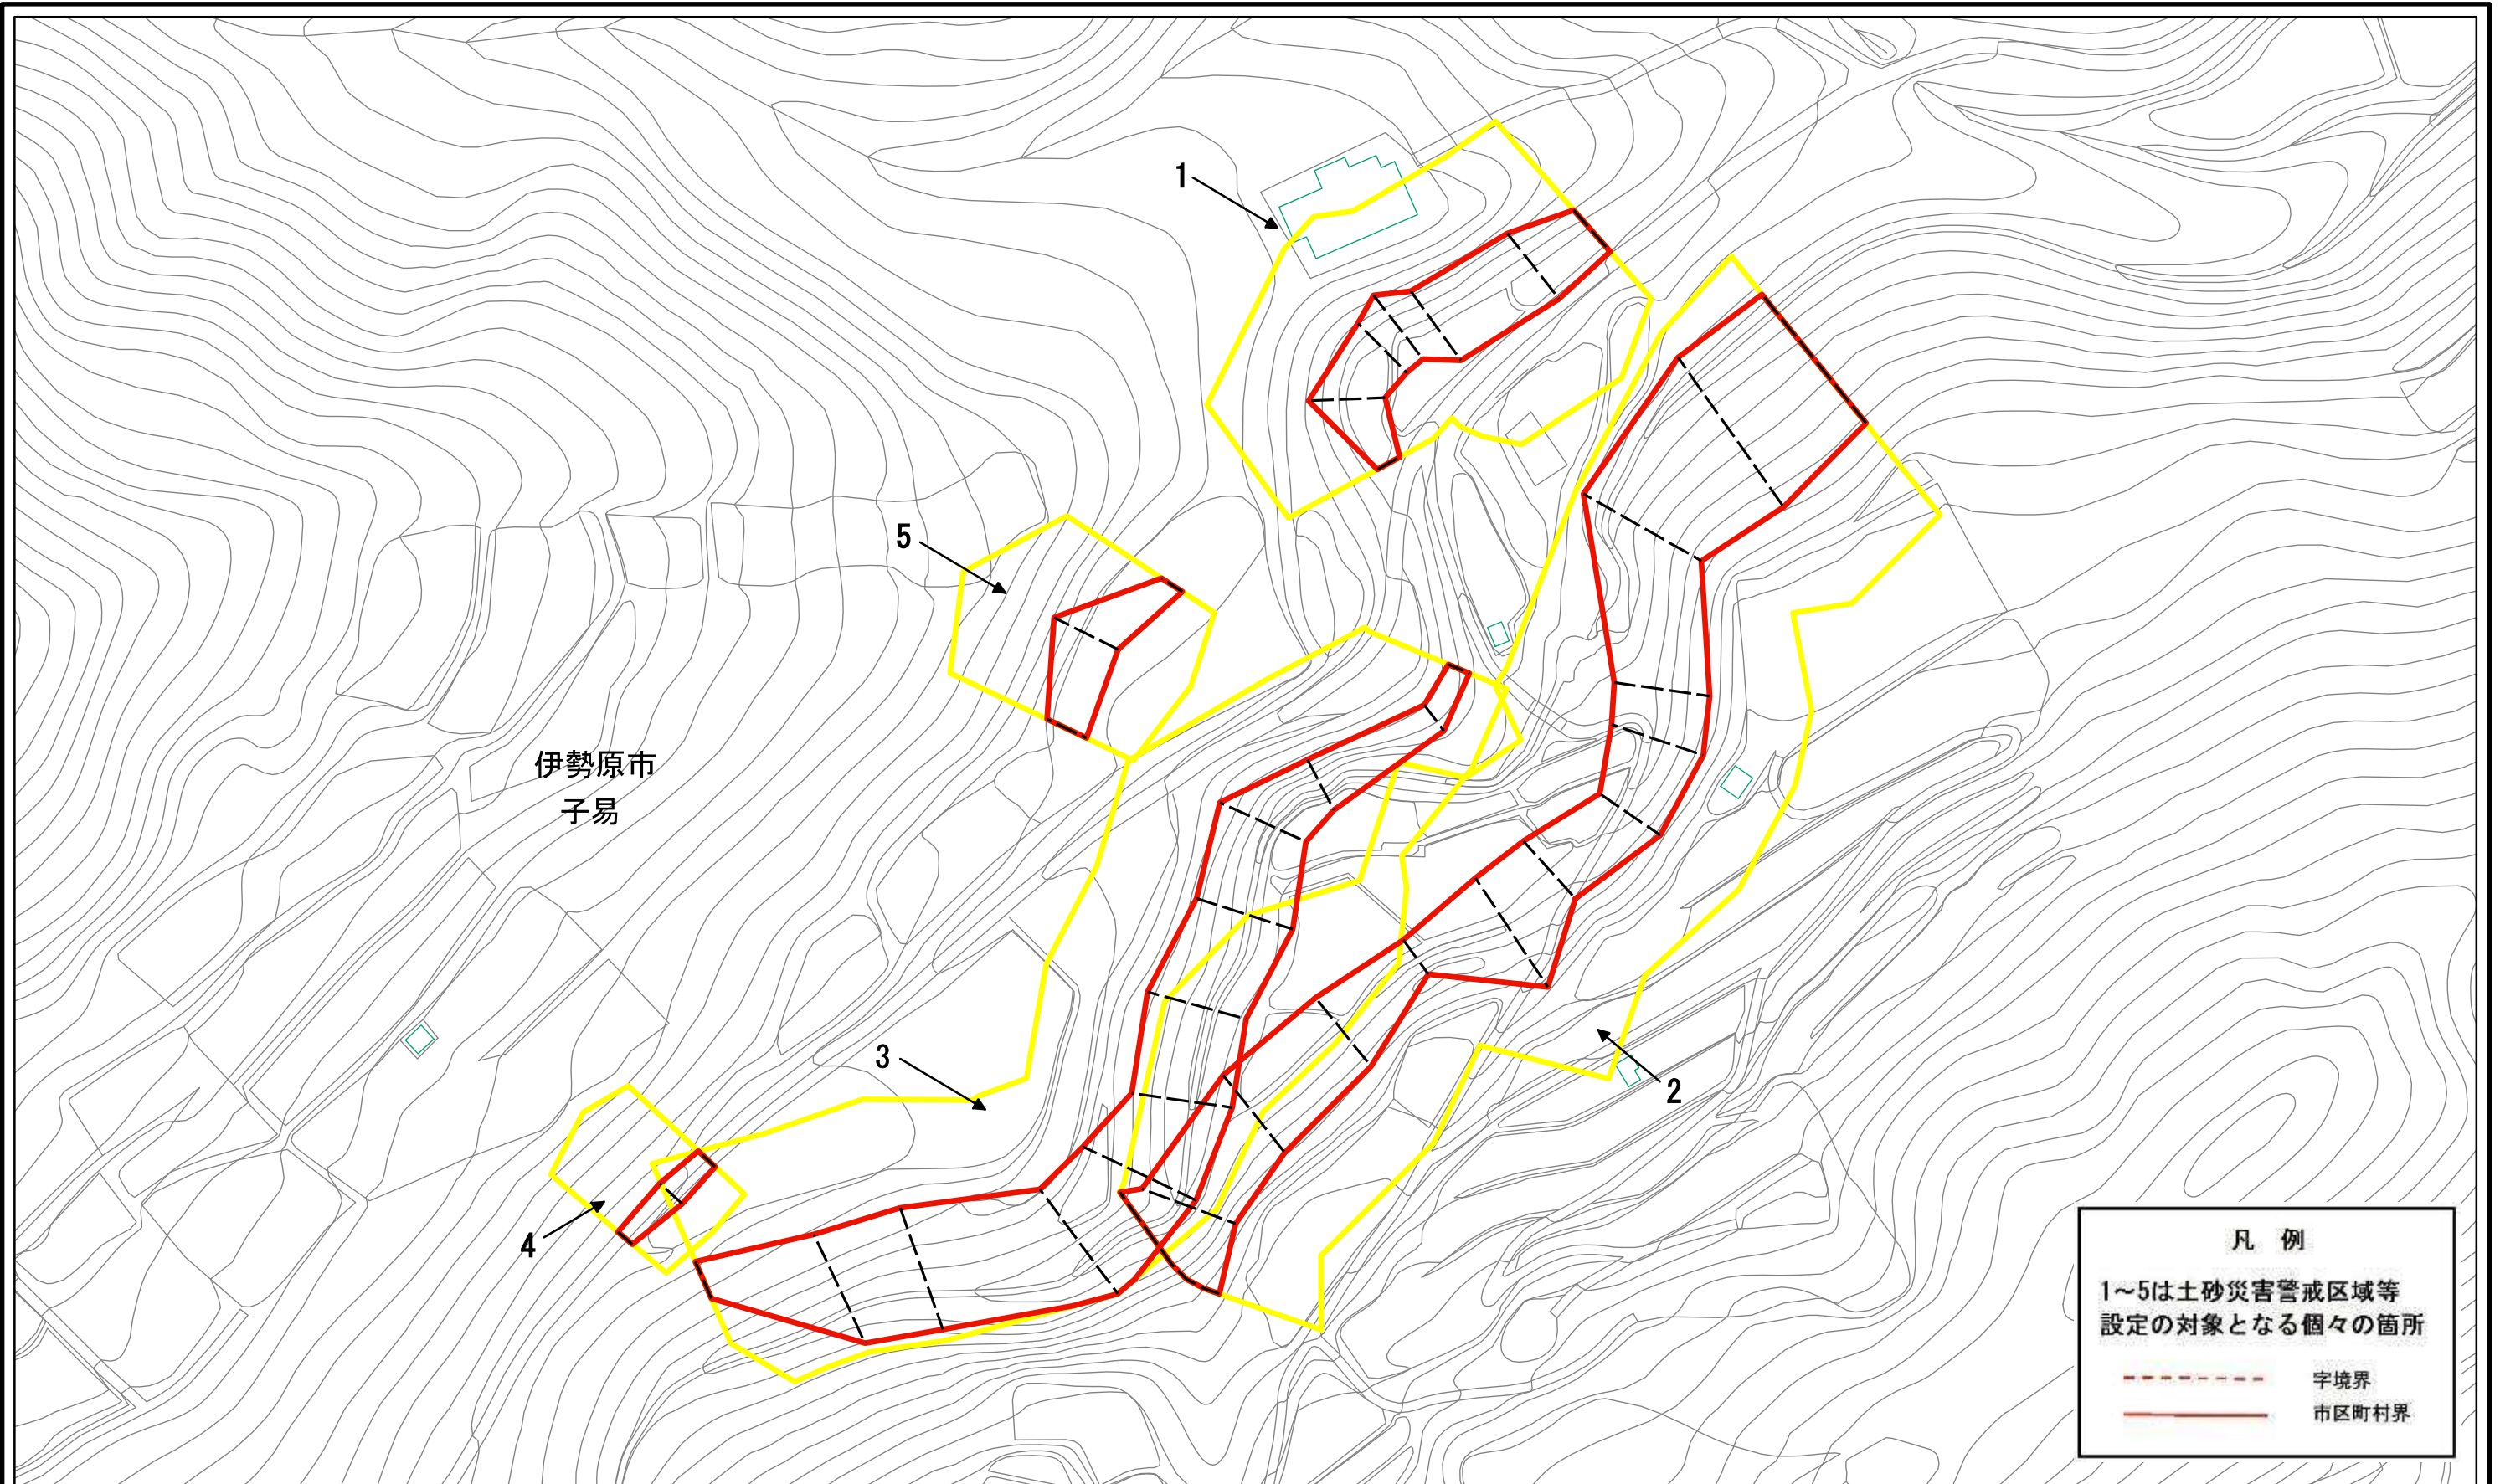 1
5
伊勢原市
子易
3
2
4
凡 例
1～5は土砂災害警戒区域等
設定の対象となる個々の箇所
字境界
市区町村界